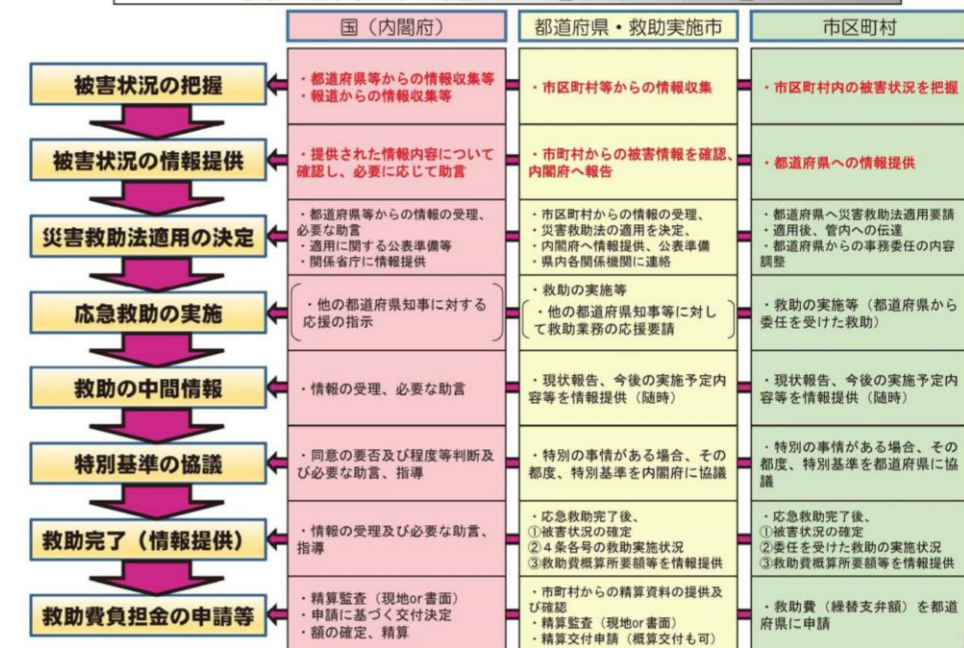 国（内閣府）
都道府県・救助実施市
市区町村
被害状況の把握
・都道府県等からの情報収集等
・報道からの情報収集等
・市区町村等からの情報収集
・市区町村内の被害状況を把握
被害状況の情報提供
・提供された情報内容について
確認し、必要に応じて助言
・市町村からの被害情報を確認、
内閣府へ報告
・都道府県への情報提供
災害救助法適用の決定
・都道府県等からの情報の受理、
必要な助言
・適用に関する公表準備等
・関係省庁に情報提供
・市区町村からの情報の受理、
・災害救助法の適用を決定、
・内閣府へ情報提供、公表準備
・県内各関係機関に連絡
・都道府県へ災害救助法適用要請
・適用後、管内への伝達
・都道府県からの事務委任の内容
調整
応急救助の実施
・他の都道府県知事に対する
応援の指示
・救助の実施等
・他の都道府県知事等に対し
て救助業務の応援要請
・救助の実施等（都道府県から
委任を受けた救助）
救助の中間情報
・情報の受理、必要な助言
・現状報告、今後の実施予定内
容等を情報提供（随時）
・現状報告、今後の実施予定内
容等を情報提供（随時）
特別基準の協議
・同意の要否及び程度等判断及
び必要な助言、指導
・特別の事情がある場合、その
都度、特別基準を内閣府に協議
・特別の事情がある場合、その
都度、特別基準を都道府県に協
議
救助完了（情報提供）
・情報の受理及び必要な助言、
指導
・応急救助完了後、
①被害状況の確定
②４条各号の救助実施状況
③救助費概算所要額等を情報提供
・応急救助完了後、
①被害状況の確定
②委任を受けた救助の実施状況
③救助費概算所要額等を情報提供
救助費負担金の申請等
・精算監査（現地or書面）
・申請に基づく交付決定
・額の確定、精算
・市町村からの精算資料の提供及
び確認
・精算監査（現地or書面）
・精算交付申請（概算交付も可）
・救助費（繰替支弁額）を都道
府県に申請